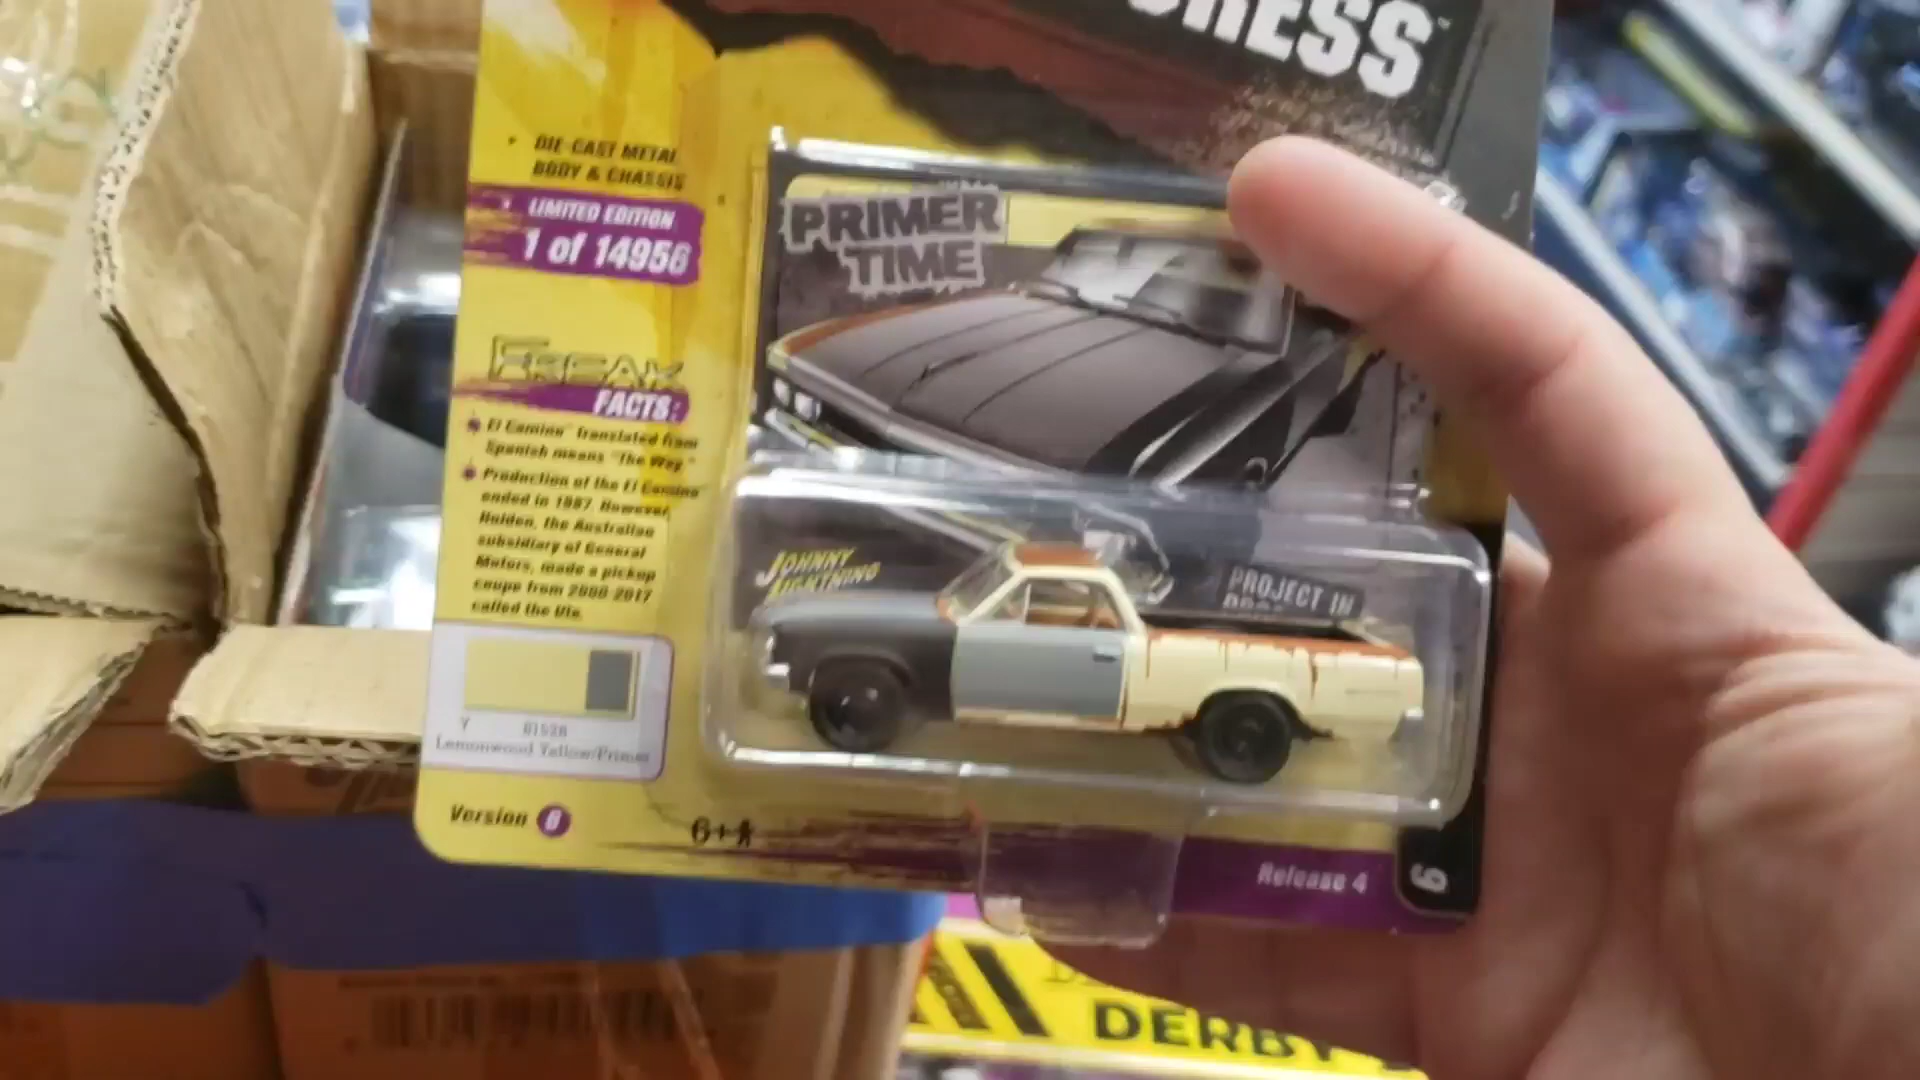 RESS
DIE-CAST METAL
BODY & CHASSIS
LIMITED EDITION
1 of 14956
PRIMER
TIME
FREAK
FACTS:
El Camino™ translated from
Spanish means "The Way."
Production of the El Camino
ended in 1987. However,
Holden, the Australian
subsidiary of General
Motors, made a pickup
coupe from 2000-2017
called the Ute.
JOHNNY
LIGHTNING
PROJECT IN
Y
Lemonwood Yellow/Primer
Version B
6+
Release 4
6
DERBY